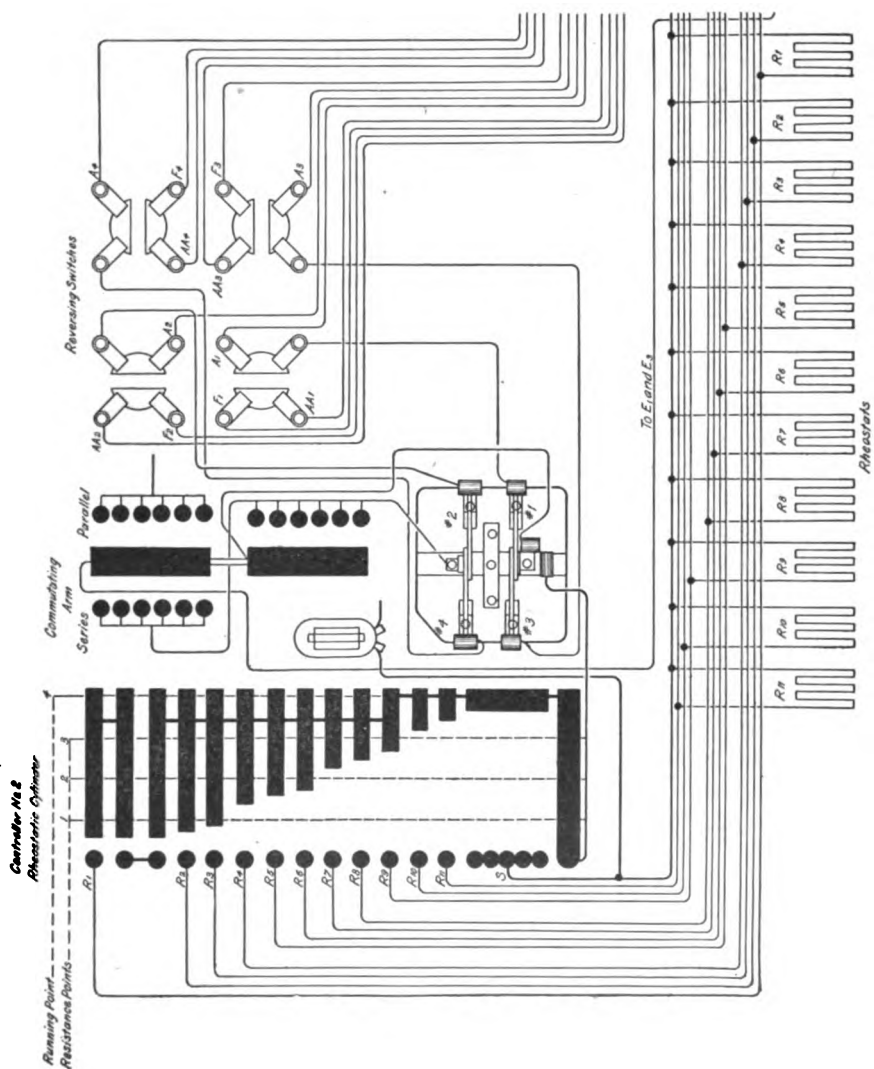 Controller No 2
Rheostatic Cylinder
Running Point
Resistance Points
1
2
3
4
R1
R2
R3
R4
R5
R6
R7
R8
R9
R10
R11
S
Commutating
Arm
Series
Parallel
#4
#2
#3
#1
Reversing Switches
AA2
F2
A2
F1
AA1
A1
A4
F4
AA4
F3
A3
AA3
To E1 and E3
R1
R2
R3
R4
R5
R6
R7
R8
R9
R10
R11
Rheostats